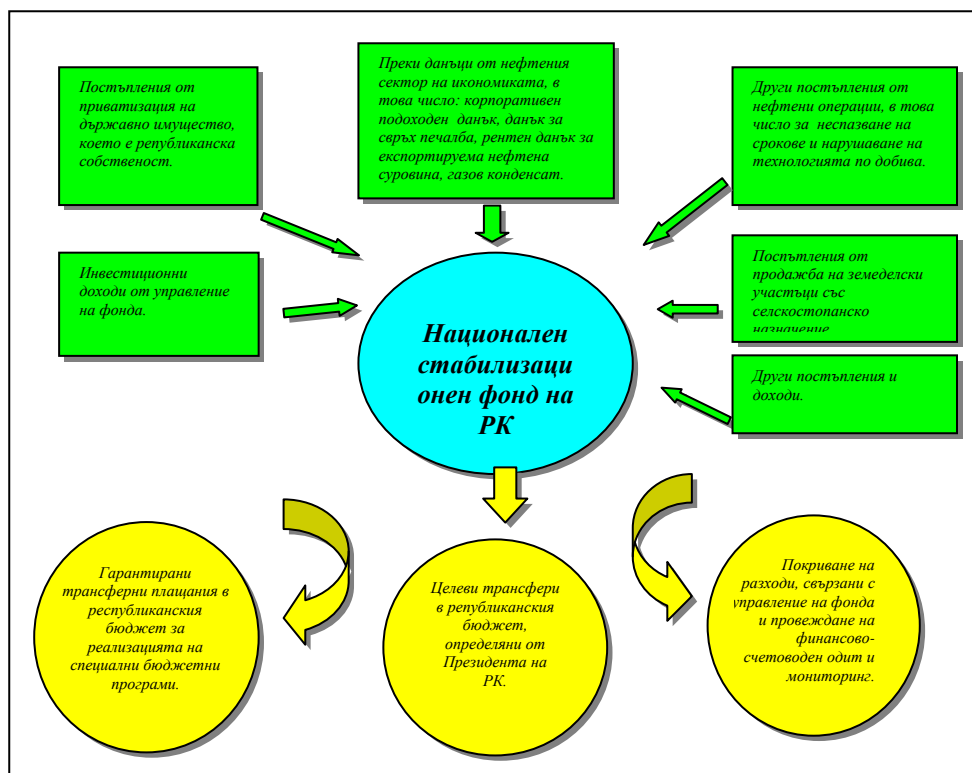 Постъпления от
приватизация на
държавно имущество,
което е републиканска
собственост.
Преки данъци от нефтения
сектор на икономиката, в
това число: корпоративен
подоходен данък, данък за
свръх печалба, рентен данък за
експортируема нефтена
суровина, газов кондензат.
Други постъпления от
нефтени операции, в това
число за неспазване на
срокове и нарушаване на
технологията по добива.
Инвестиционни
доходи от управление
на фонда.
Поспътления от
продажба на земеделски
участъци със
селскостопанско
назначение
Други постъпления и
доходи.
Национален
стабилизаци
онен фонд на
РК
Гарантирани
трансферни плащания в
республиканския
бюджет за
реализацията на
специални бюджетни
програми.
Целеви трансфери
в републиканския
бюджет,
определяни от
Президента на
РК.
Покриване на
разходи, свързани с
управление на фонда
и провеждане на
финансово-
счетоводен одит и
мониторинг.